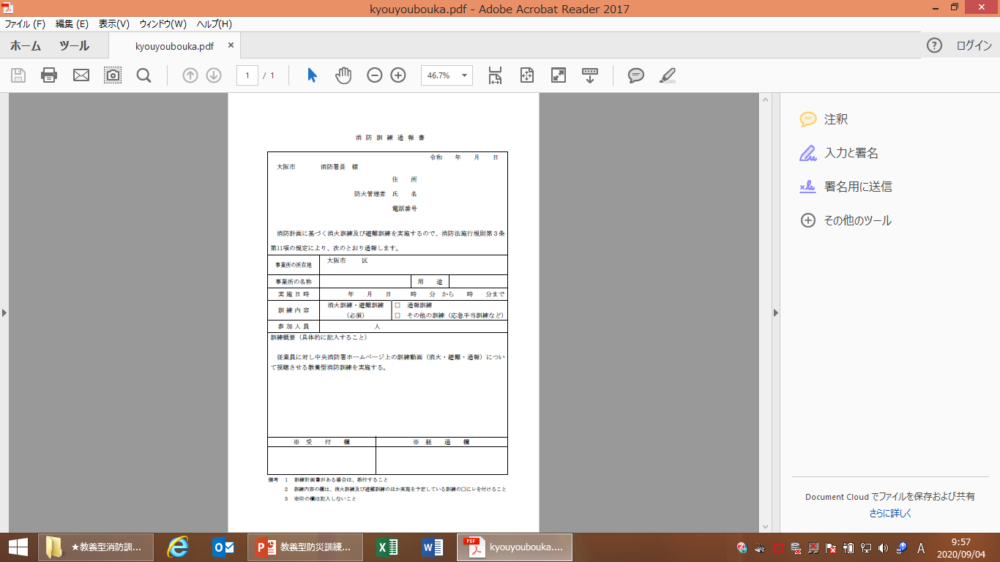 kyouyoubouka.pdf - Adobe Acrobat Reader 2017
ファイル (F) 編集 (E) 表示(V) ウィンドウ(W) ヘルプ(H)
ホーム ツール kyouyoubouka.pdf × ログイン
1 / 1 46.7%
消防訓練通報書
令和 年 月 日
大阪市 消防署長 様
住 所
防火管理者 氏 名
電話番号
消防計画に基づく消火訓練及び避難訓練を実施するので、消防法施行規則第3条
第11項の規定により、次のとおり通報します。
事業所の所在地 大阪市 区
事業所の名称 用 途
実施日時 年 月 日 時 分 から 時 分まで
訓練内容 消火訓練・避難訓練 (必須) □ 通報訓練
□ その他の訓練（応急手当訓練など）
参加人員 人
訓練概要（具体的に記入すること）
従業員に対し中央消防署ホームページ上の訓練動画（消火・避難・通報）につい
て視聴させる教養型消防訓練を実施する。
※ 受 付 欄 ※ 経 過 欄
備考 1 訓練計画書がある場合は、添付すること
2 訓練内容の欄は、消火訓練及び避難訓練のほか実施を予定している訓練の□にレを付けること
3 ※印の欄は記入しないこと
注釈
入力と署名
署名用に送信
その他のツール
Document Cloud でファイルを保存および共有
さらに詳しく
★教養型消防訓... 教養型防災訓練... kyouyoubouka.... A 9:57
2020/09/04